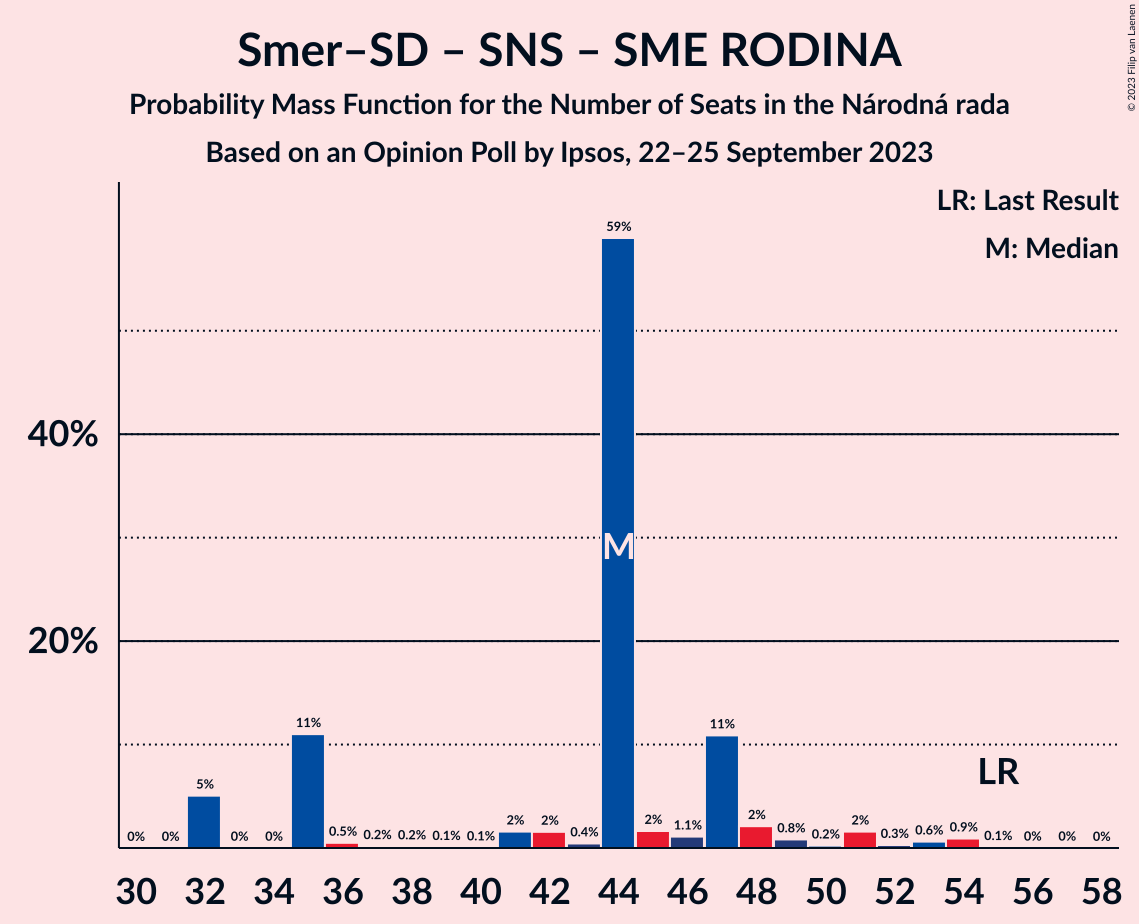 Smer–SD – SNS – SME RODINA
Probability Mass Function for the Number of Seats in the Národná rada
Based on an Opinion Poll by Ipsos, 22–25 September 2023
© 2023 Filip van Laenen
LR: Last Result
M: Median
59%
40%
M
20%
11%
11%
LR
5%
0% 0% 0% 0% 0.5% 0.2% 0.2% 0.1% 0.1% 2% 2% 0.4% 2% 1.1% 2% 0.8% 0.2% 2% 0.3% 0.6% 0.9% 0.1% 0% 0% 0%
30 32 34 36 38 40 42 44 46 48 50 52 54 56 58